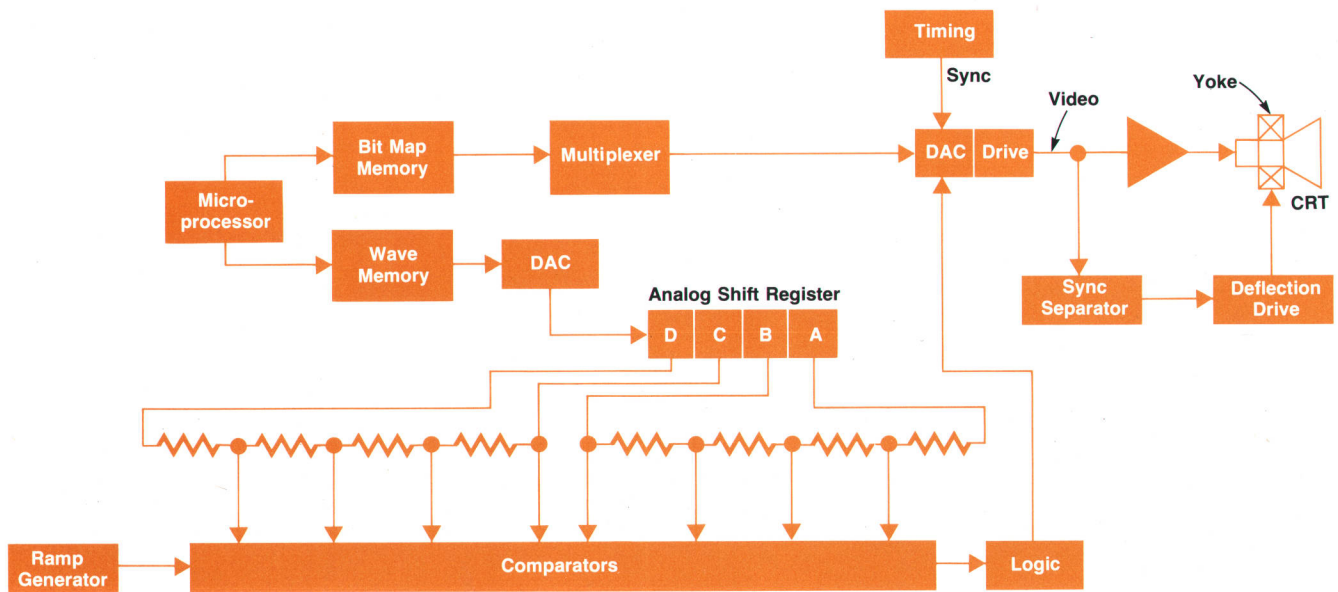 Timing
Sync
Yoke
Video
Bit Map
Memory
Multiplexer
DAC
Drive
Micro-
processor
CRT
Wave
Memory
DAC
Sync
Separator
Deflection
Drive
Analog Shift Register
D
C
B
A
Ramp
Generator
Comparators
Logic